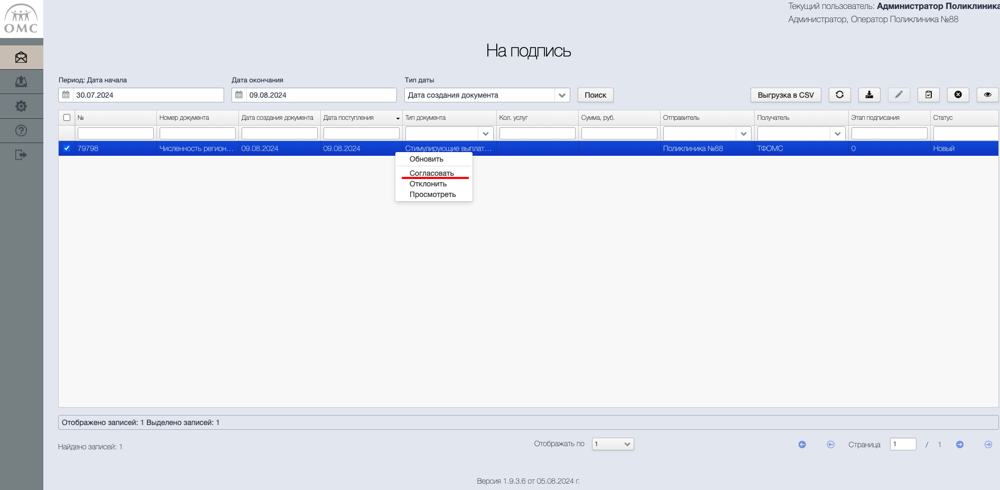 ОМС
Текущий пользователь: Администратор Поликлиника
Администратор, Оператор Поликлиника №88
На подпись
Период: Дата начала
Дата окончания
Тип даты
30.07.2024
09.08.2024
Дата создания документа
Поиск
Выгрузка в CSV
№
Номер документа
Дата создания документа
Дата поступления
Тип документа
Кол. услуг
Сумма, руб.
Отправитель
Получатель
Этап подписания
Статус
79798
Численность регион...
09.08.2024
09.08.2024
Стимулирующие выплат...
Поликлиника №88
ТФОМС
0
Новый
Обновить
Согласовать
Отклонить
Просмотреть
Отображено записей: 1 Выделено записей: 1
Найдено записей: 1
Отображать по
1
Страница
1
/
1
Версия 1.9.3.6 от 05.08.2024 г.